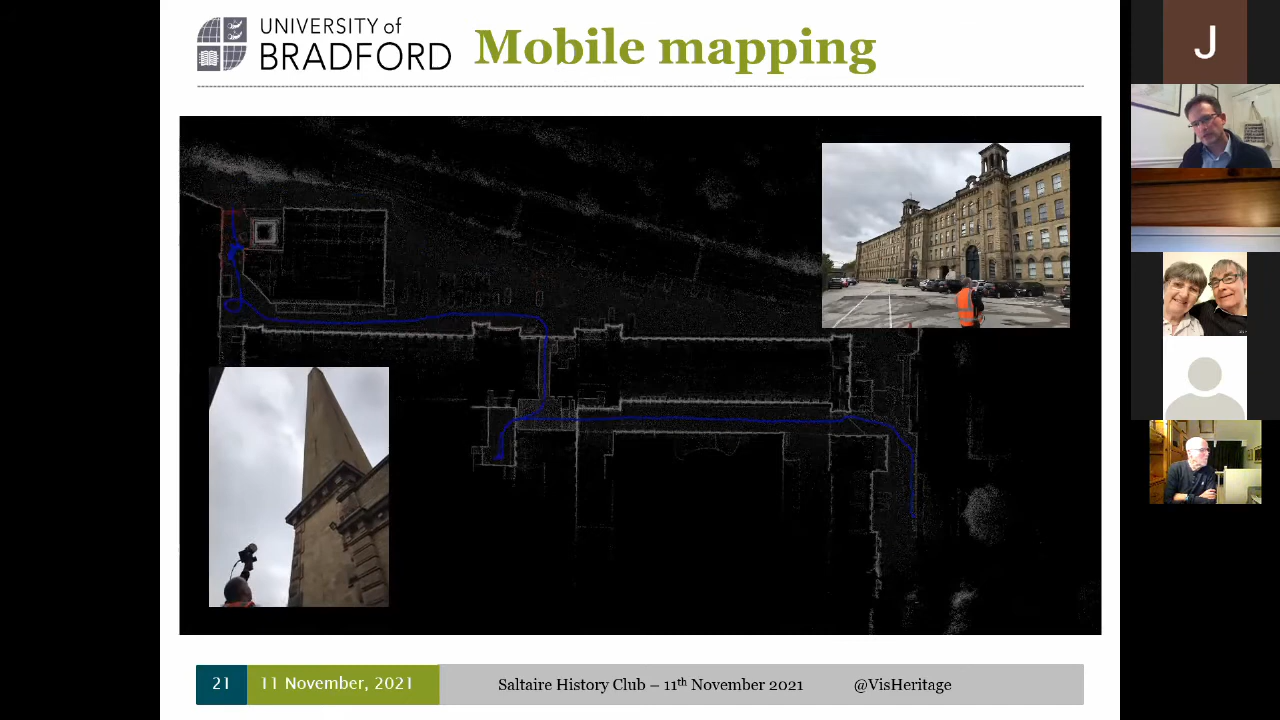 UNIVERSITY of
BRADFORD
Mobile mapping
J
21
11 November, 2021
Saltaire History Club – 11th November 2021
@VisHeritage